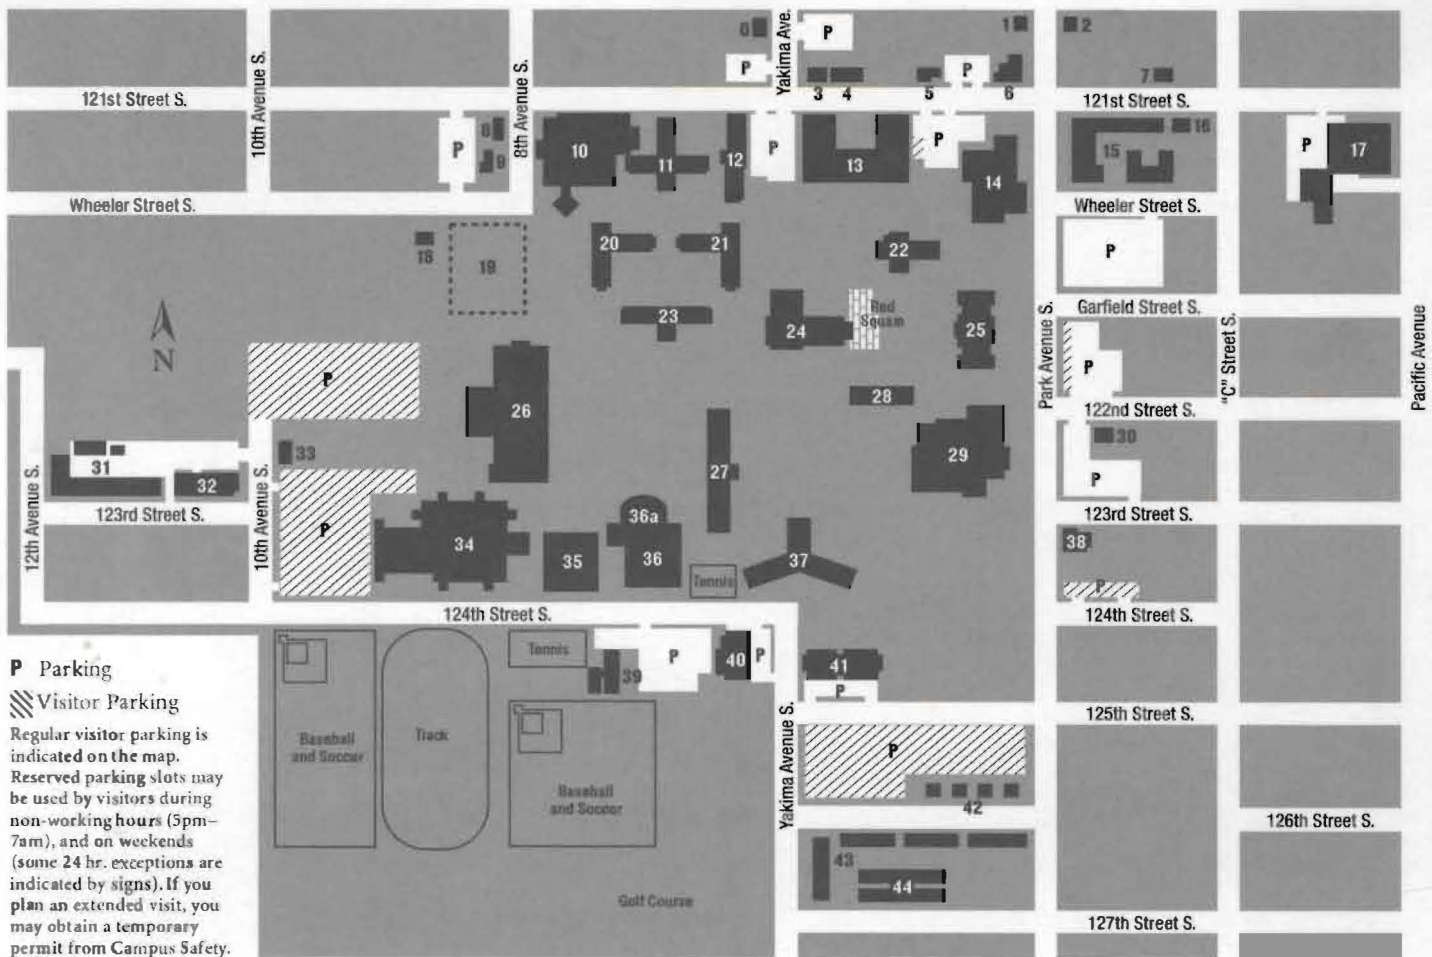 0
Yakima Ave.
P
1
2
P
P
3
4
5
6
7
121st Street S.
10th Avenue S.
8th Avenue S.
121st Street S.
P
8
9
10
11
12
P
13
P
14
15
16
P
17
Wheeler Street S.
Wheeler Street S.
18
19
20
21
22
P
N
23
24
Red
25
Park Avenue S.
Garfield Street S.
"C" Street S.
Pacific Avenue
P
26
28
P
122nd Street S.
12th Avenue S.
31
32
33
27
29
30
P
123rd Street S.
10th Avenue S.
P
34
35
36a
36
37
Tennis
123rd Street S.
38
P
124th Street S.
124th Street S.
P Parking
Visitor Parking
Regular visitor parking is
indicated on the map.
Reserved parking slots may
be used by visitors during
non-working hours (5pm–
7am), and on weekends
(some 24 hr. exceptions are
indicated by signs). If you
plan an extended visit, you
may obtain a temporary
permit from Campus Safety.
Baseball
and Soccer
Track
Tennis
39
P
40
P
41
P
Baseball
and Soccer
Golf Course
Yakima Avenue S.
125th Street S.
P
42
126th Street S.
43
44
127th Street S.